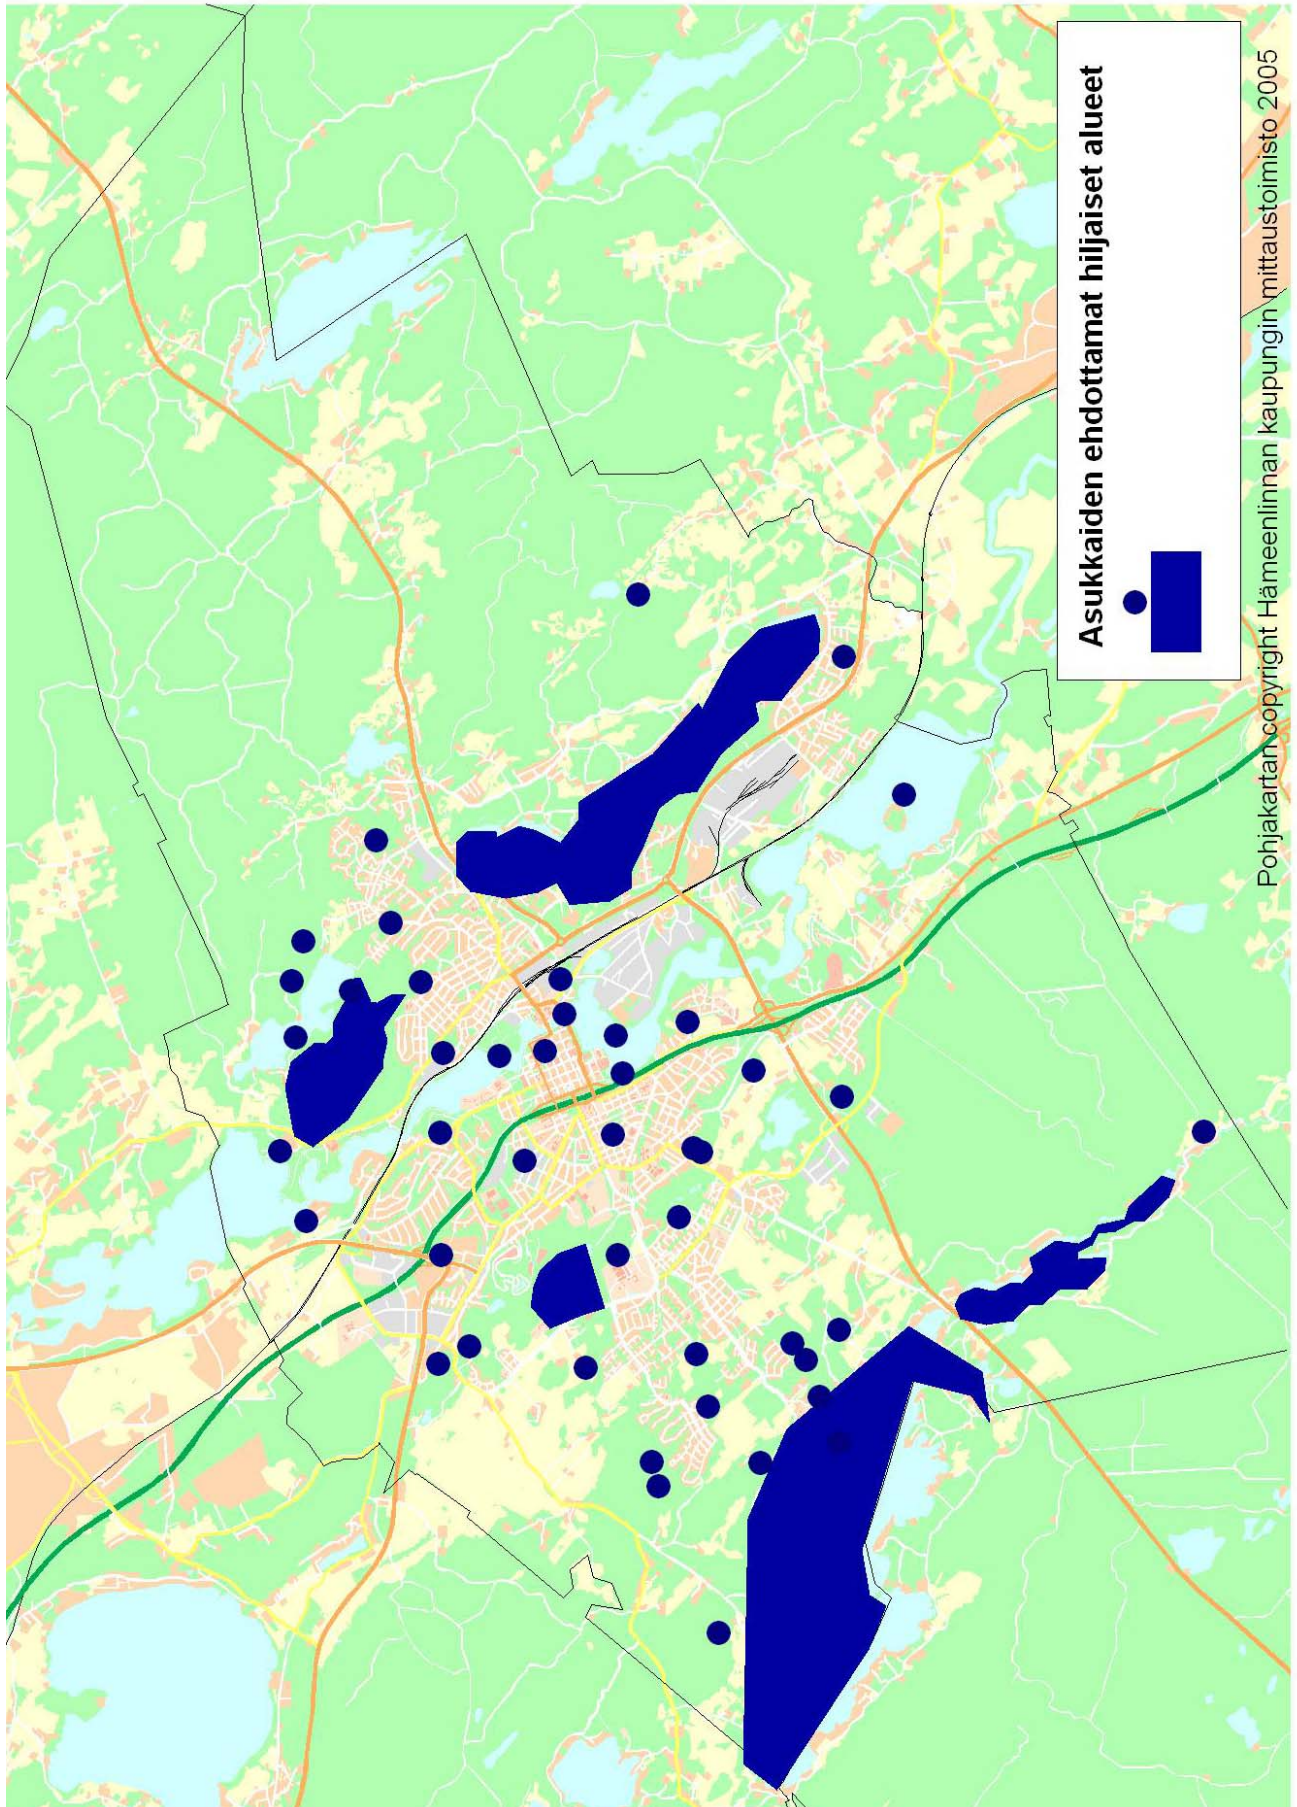 Asukkaiden ehdottamat hiljaiset alueet
Pohjakartan copyright Hämeenlinnan kaupungin mittaustoimisto 2005